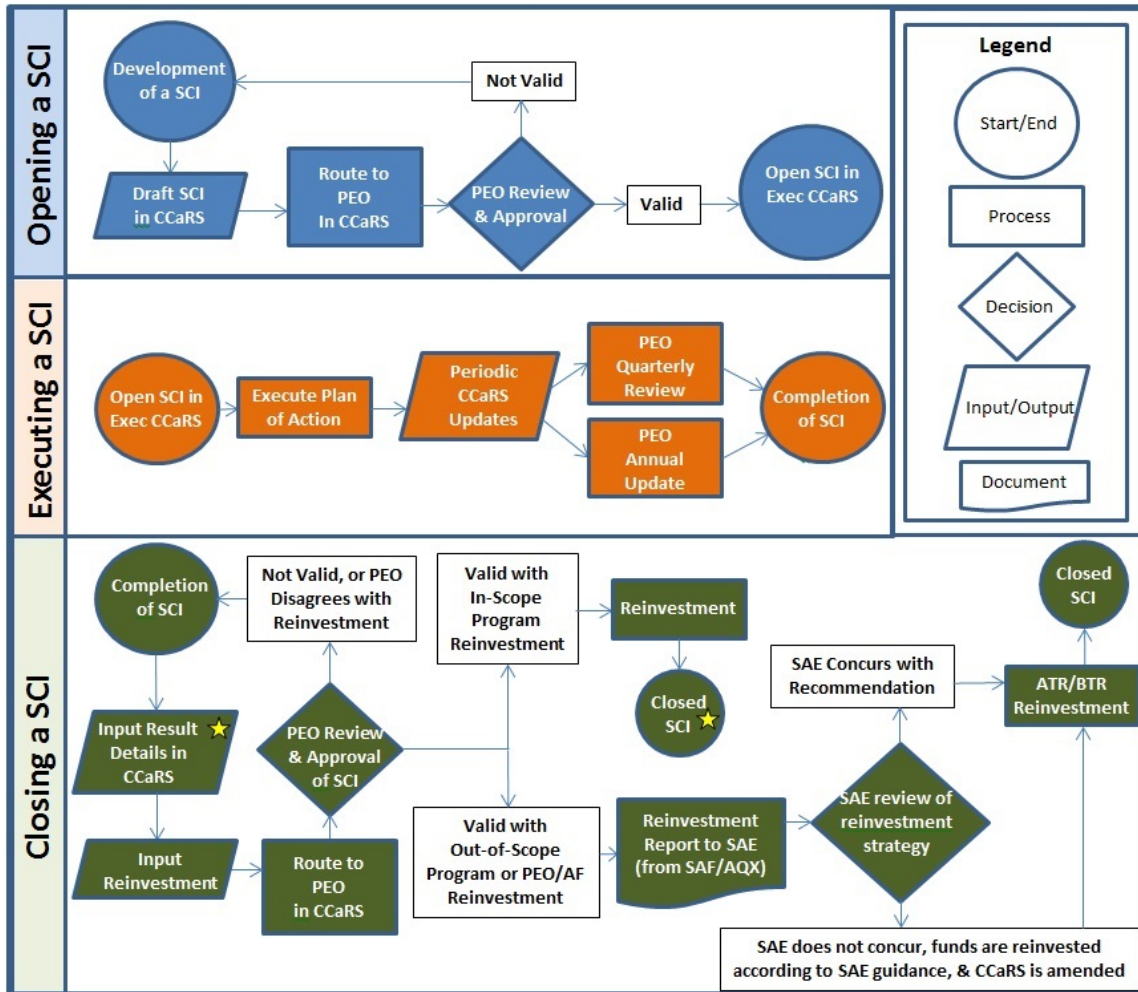 Opening a SCI
Development
of a SCI
Not Valid
Draft SCI
in CCaRS
Route to
PEO
In CCaRS
PEO Review
& Approval
Valid
Open SCI in
Exec CCaRS
Legend
Start/End
Process
Decision
Input/Output
Document
Executing a SCI
Open SCI in
Exec CCaRS
Execute Plan
of Action
Periodic
CCaRS
Updates
PEO
Quarterly
Review
PEO
Annual
Update
Completion
of SCI
Closing a SCI
Completion
of SCI
Not Valid, or PEO
Disagrees with
Reinvestment
Input Result
Details in
CCaRS
Input
Reinvestment
Route to
PEO
in CCaRS
PEO Review
& Approval
of SCI
Valid with
In-Scope
Program
Reinvestment
Reinvestment
Closed
SCI
Valid with
Out-of-Scope
Program or PEO/AF
Reinvestment
Reinvestment
Report to SAE
(from SAF/AQX)
SAE review of
reinvestment
strategy
SAE Concurs with
Recommendation
ATR/BTR
Reinvestment
Closed
SCI
SAE does not concur, funds are reinvested
according to SAE guidance, & CCaRS is amended